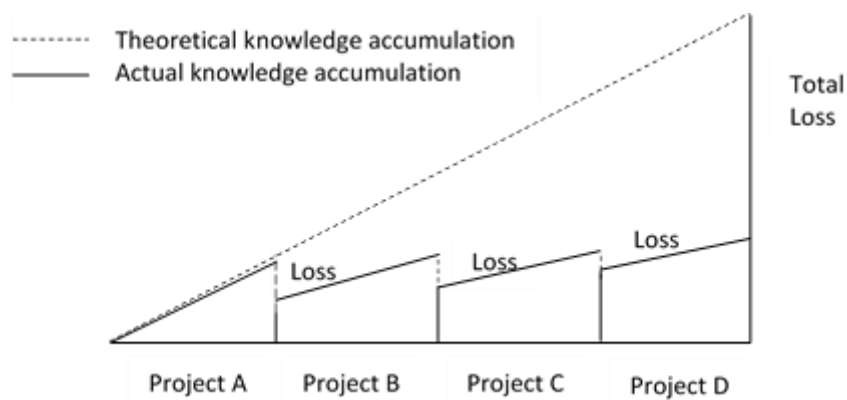 Theoretical knowledge accumulation
Actual knowledge accumulation
Total
Loss
Loss
Loss
Loss
Project A
Project B
Project C
Project D